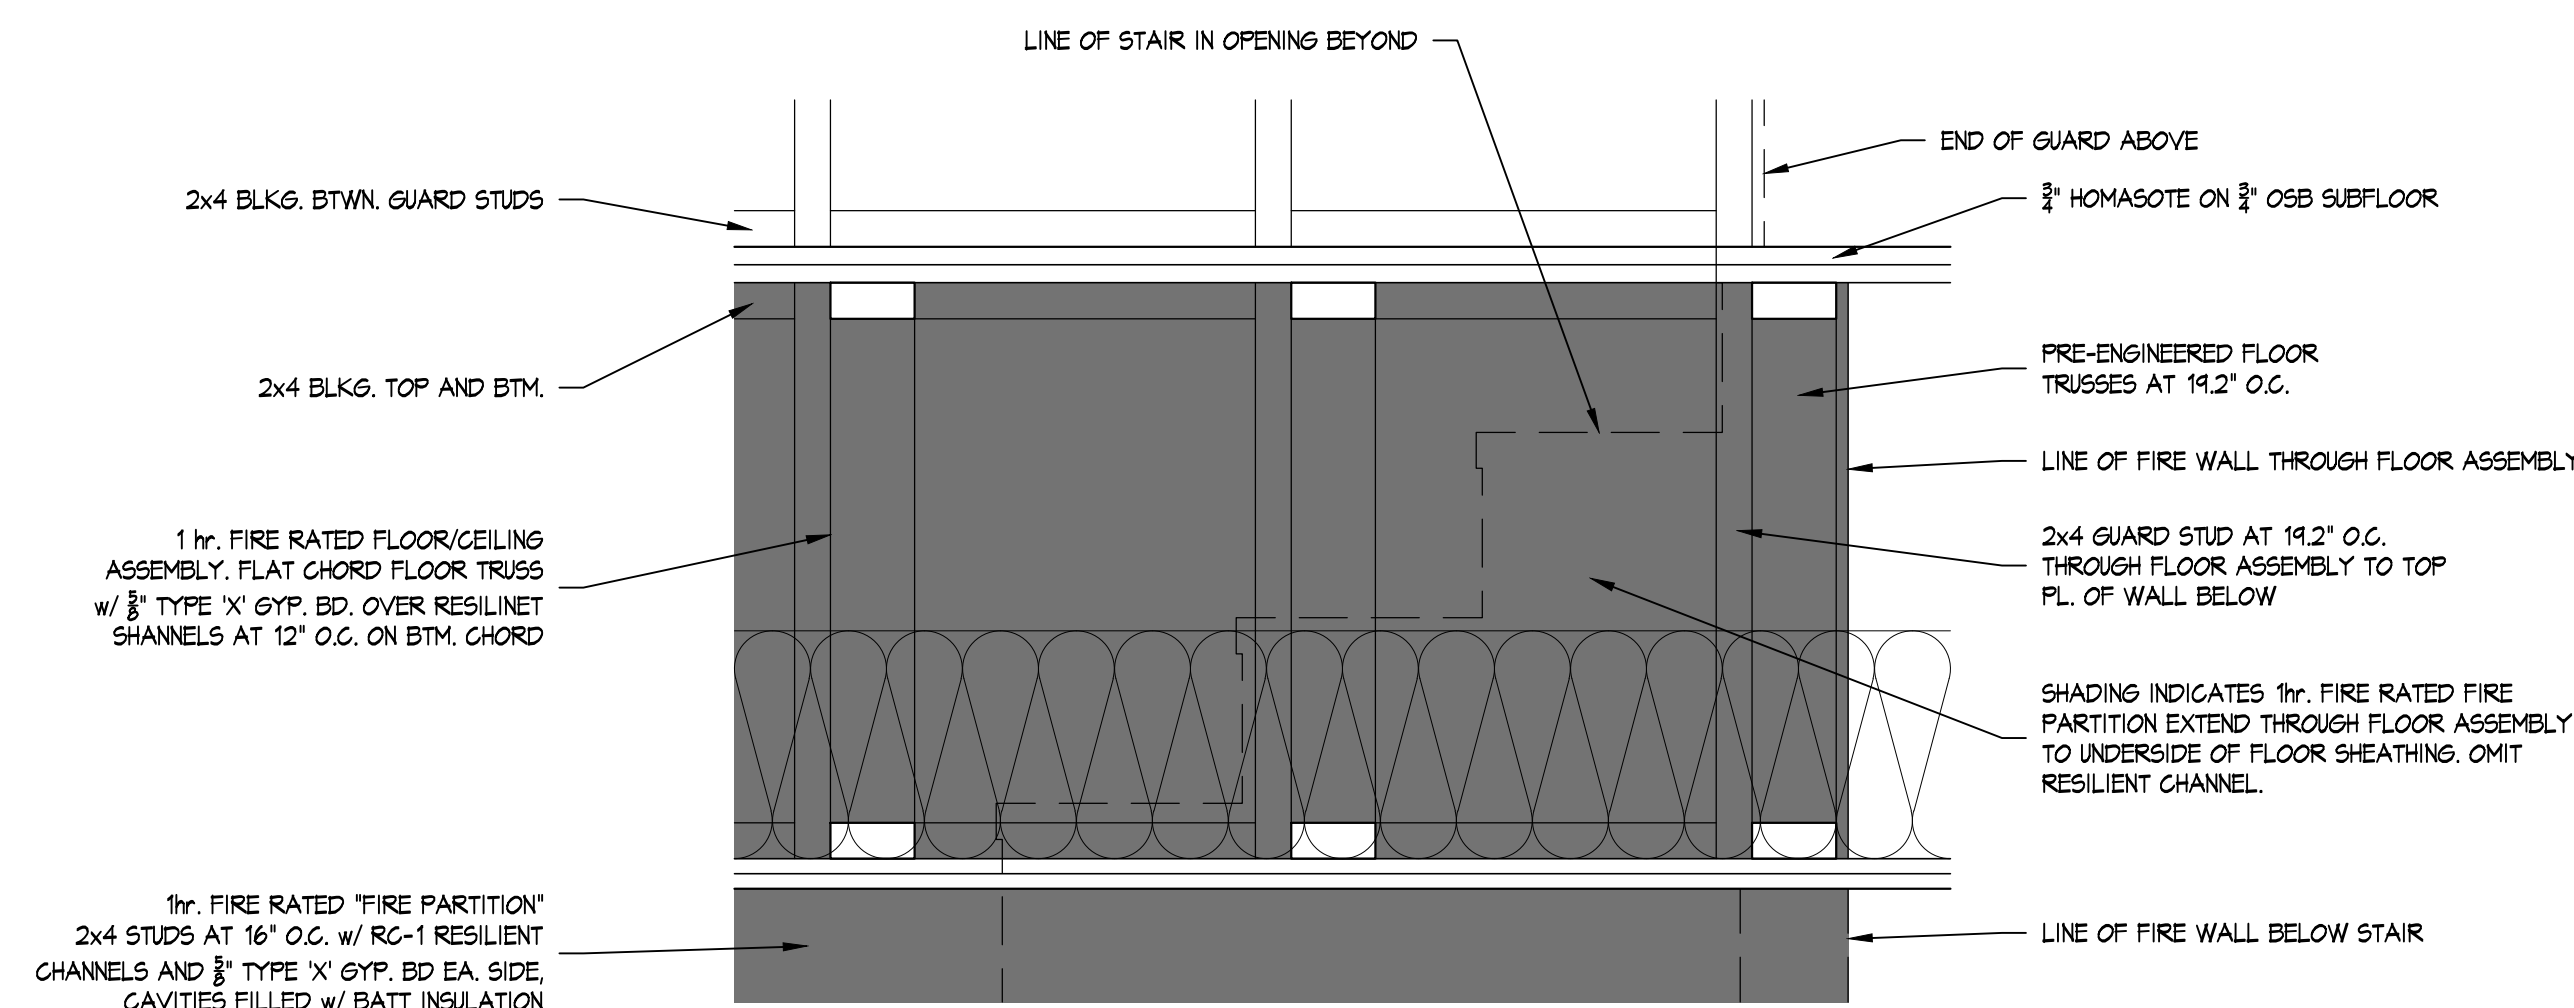 LINE OF STAIR IN OPENING BEYOND
2x4 BLKG. BTWN. GUARD STUDS
2x4 BLKG. TOP AND BTM.
1 hr. FIRE RATED FLOOR/CEILING
ASSEMBLY. FLAT CHORD FLOOR TRUSS
w/ 5/8" TYPE 'X' GYP. BD. OVER RESILINET
SHANNELS AT 12" O.C. ON BTM. CHORD
1hr. FIRE RATED "FIRE PARTITION"
2x4 STUDS AT 16" O.C. w/ RC-1 RESILIENT
CHANNELS AND 5/8" TYPE 'X' GYP. BD EA. SIDE,
CAVITIES FILLED w/ BATT INSULATION
END OF GUARD ABOVE
3/4" HOMASOTE ON 3/4" OSB SUBFLOOR
PRE-ENGINEERED FLOOR
TRUSSES AT 19.2" O.C.
LINE OF FIRE WALL THROUGH FLOOR ASSEMBLY
2x4 GUARD STUD AT 19.2" O.C.
THROUGH FLOOR ASSEMBLY TO TOP
PL. OF WALL BELOW
SHADING INDICATES 1hr. FIRE RATED FIRE
PARTITION EXTEND THROUGH FLOOR ASSEMBLY
TO UNDERSIDE OF FLOOR SHEATHING. OMIT
RESILIENT CHANNEL.
LINE OF FIRE WALL BELOW STAIR